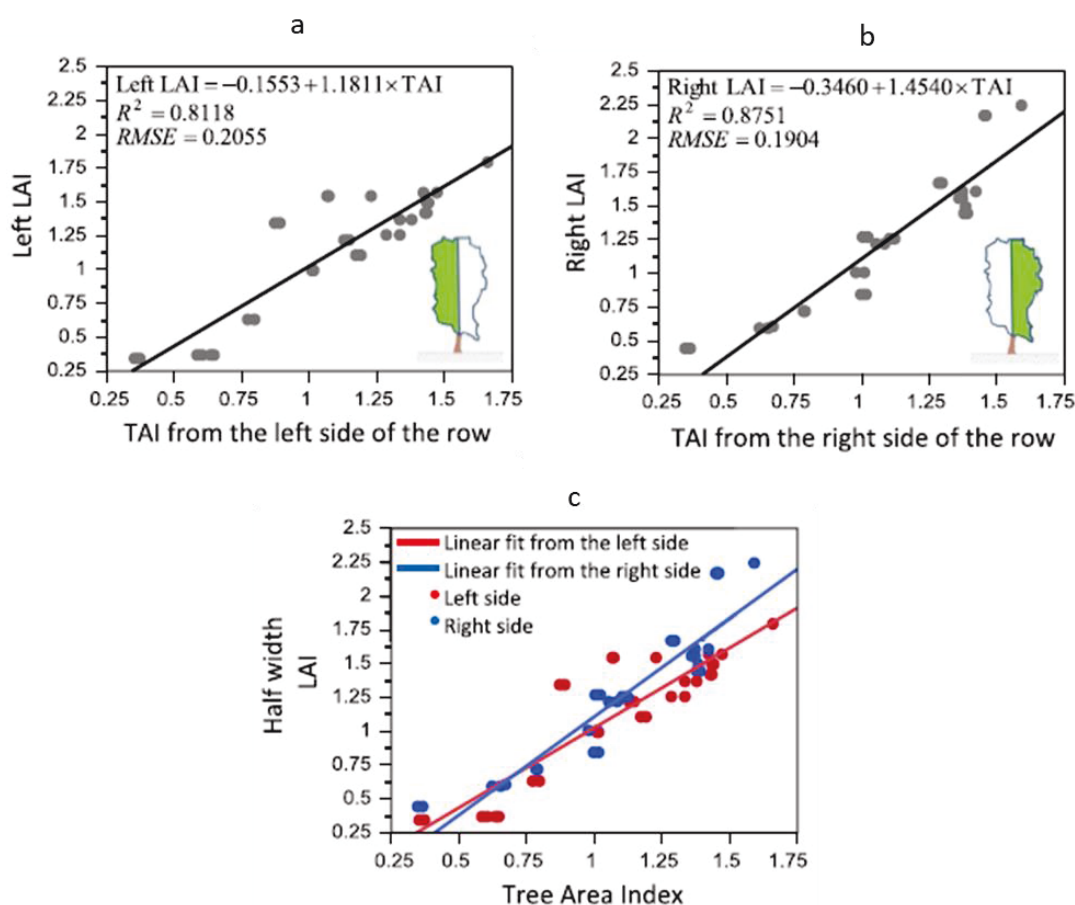 a
2.5
2.25
2
1.75
1.5
1.25
1
0.75
0.5
0.25
Left LAI
Left LAI = −0.1553+1.1811×TAI
R² = 0.8118
RMSE = 0.2055
0.25 0.5 0.75 1 1.25 1.5 1.75
TAI from the left side of the row
b
2.5
2.25
2
1.75
1.5
1.25
1
0.75
0.5
0.25
Right LAI
Right LAI = −0.3460+1.4540×TAI
R² = 0.8751
RMSE = 0.1904
0.25 0.5 0.75 1 1.25 1.5 1.75
TAI from the right side of the row
c
2.5
2.25
2
1.75
1.5
1.25
1
0.75
0.5
0.25
Half width
LAI
Linear fit from the left side
Linear fit from the right side
Left side
Right side
0.25 0.5 0.75 1 1.25 1.5 1.75
Tree Area Index